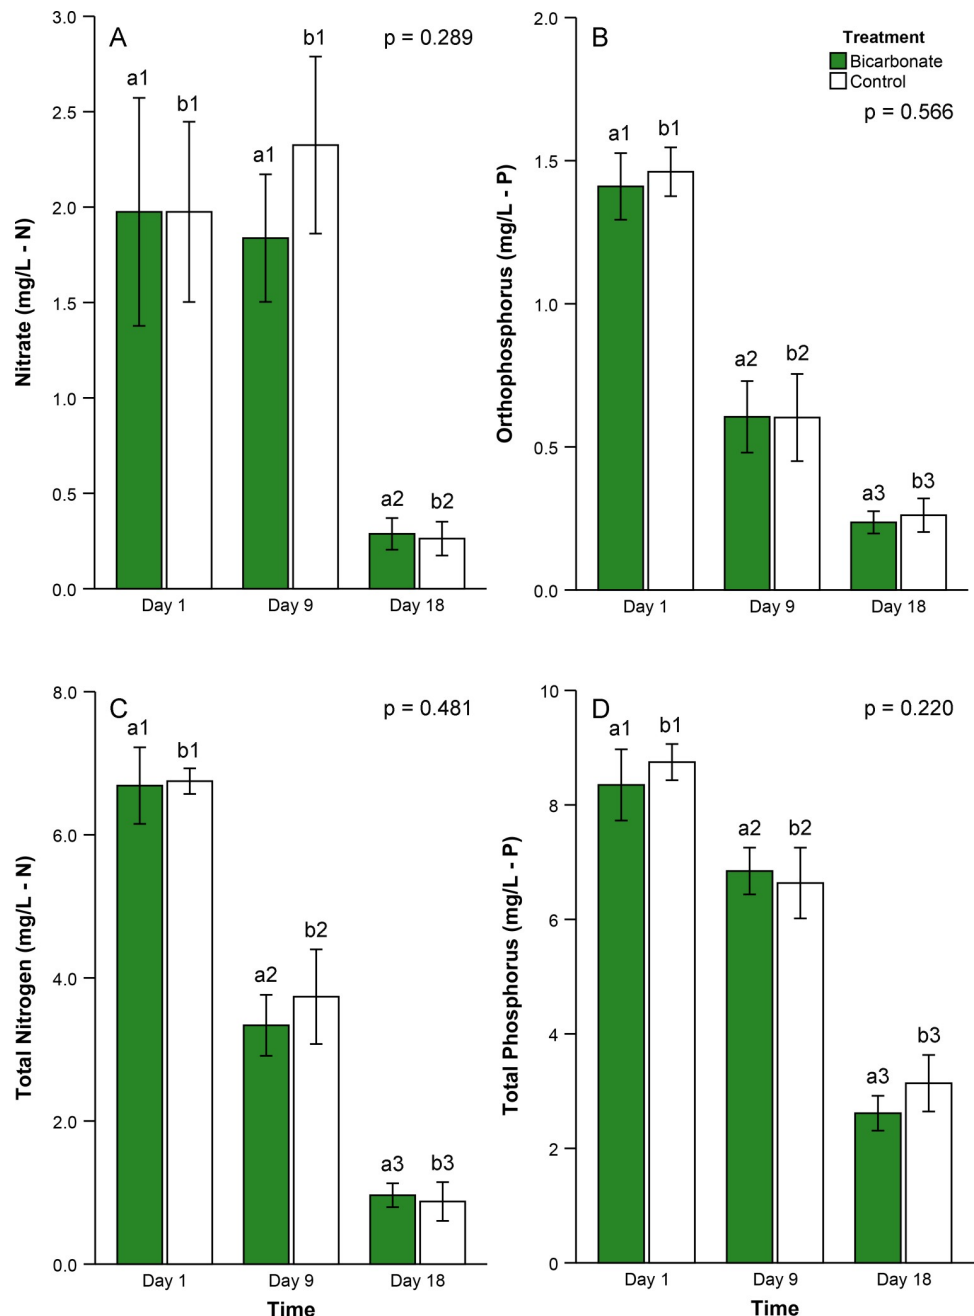 A
p = 0.289
3.0
2.5
2.0
1.5
1.0
0.5
0.0
Nitrate (mg/L - N)
a1
b1
a1
b1
a2
b2
Day 1
Day 9
Day 18
B
Treatment
Bicarbonate
Control
p = 0.566
2.0
1.5
1.0
0.5
0.0
Orthophosphorus (mg/L - P)
a1
b1
a2
b2
a3
b3
Day 1
Day 9
Day 18
C
p = 0.481
8.0
6.0
4.0
2.0
0.0
Total Nitrogen (mg/L - N)
a1
b1
a2
b2
a3
b3
Day 1
Day 9
Day 18
Time
D
p = 0.220
10
8
6
4
2
0
Total Phosphorus (mg/L - P)
a1
b1
a2
b2
a3
b3
Day 1
Day 9
Day 18
Time